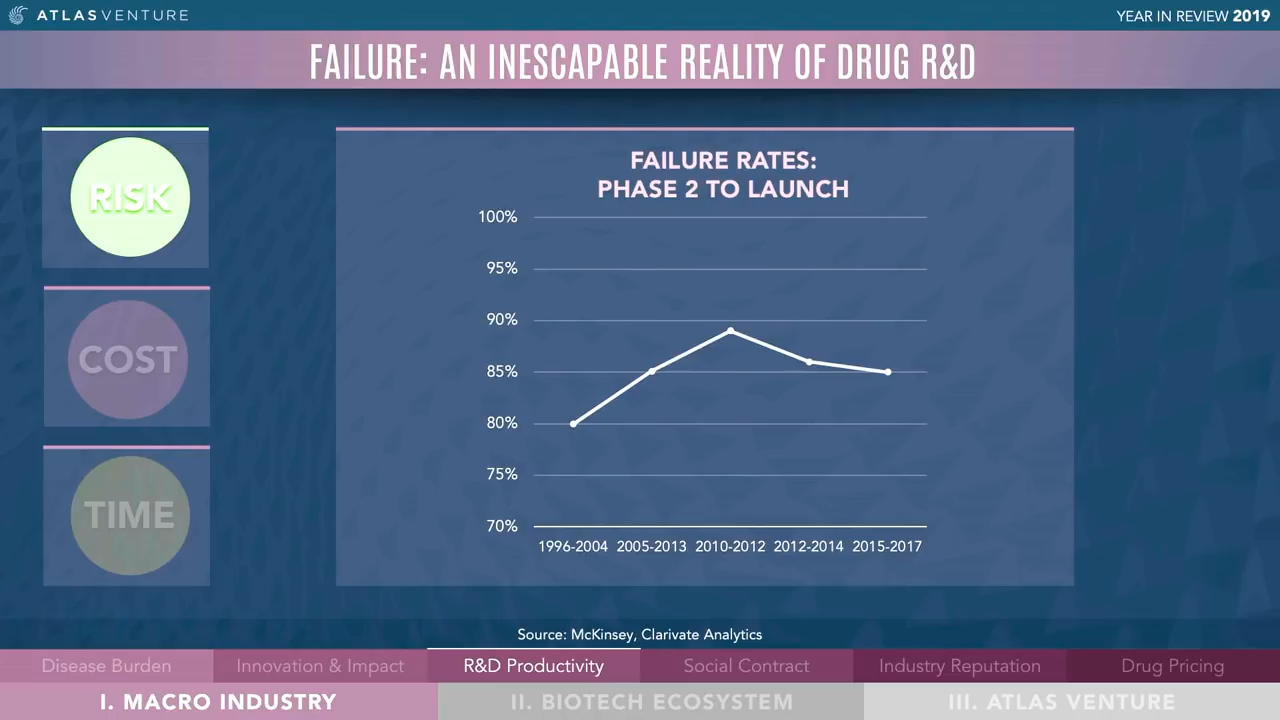 ATLAS VENTURE
YEAR IN REVIEW 2019
FAILURE: AN INESCAPABLE REALITY OF DRUG R&D
RISK
COST
TIME
FAILURE RATES:
PHASE 2 TO LAUNCH
100%
95%
90%
85%
80%
75%
70%
1996-2004 2005-2013 2010-2012 2012-2014 2015-2017
Source: McKinsey, Clarivate Analytics
Disease Burden Innovation & Impact R&D Productivity Social Contract Industry Reputation Drug Pricing
I. MACRO INDUSTRY II. BIOTECH ECOSYSTEM III. ATLAS VENTURE